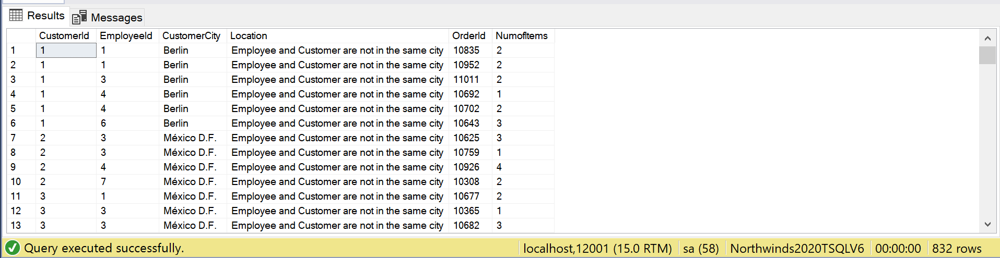 Results Messages
CustomerId EmployeeId CustomerCity Location OrderId NumofItems
1 1 1 Berlin Employee and Customer are not in the same city 10835 2
2 1 1 Berlin Employee and Customer are not in the same city 10952 2
3 1 3 Berlin Employee and Customer are not in the same city 11011 2
4 1 4 Berlin Employee and Customer are not in the same city 10692 1
5 1 4 Berlin Employee and Customer are not in the same city 10702 2
6 1 6 Berlin Employee and Customer are not in the same city 10643 3
7 2 3 México D.F. Employee and Customer are not in the same city 10625 3
8 2 3 México D.F. Employee and Customer are not in the same city 10759 1
9 2 4 México D.F. Employee and Customer are not in the same city 10926 4
10 2 7 México D.F. Employee and Customer are not in the same city 10308 2
11 3 1 México D.F. Employee and Customer are not in the same city 10677 2
12 3 3 México D.F. Employee and Customer are not in the same city 10365 1
13 3 3 México D.F. Employee and Customer are not in the same city 10682 3
Query executed successfully. localhost,12001 (15.0 RTM) sa (58) Northwinds2020TSQLV6 00:00:00 832 rows